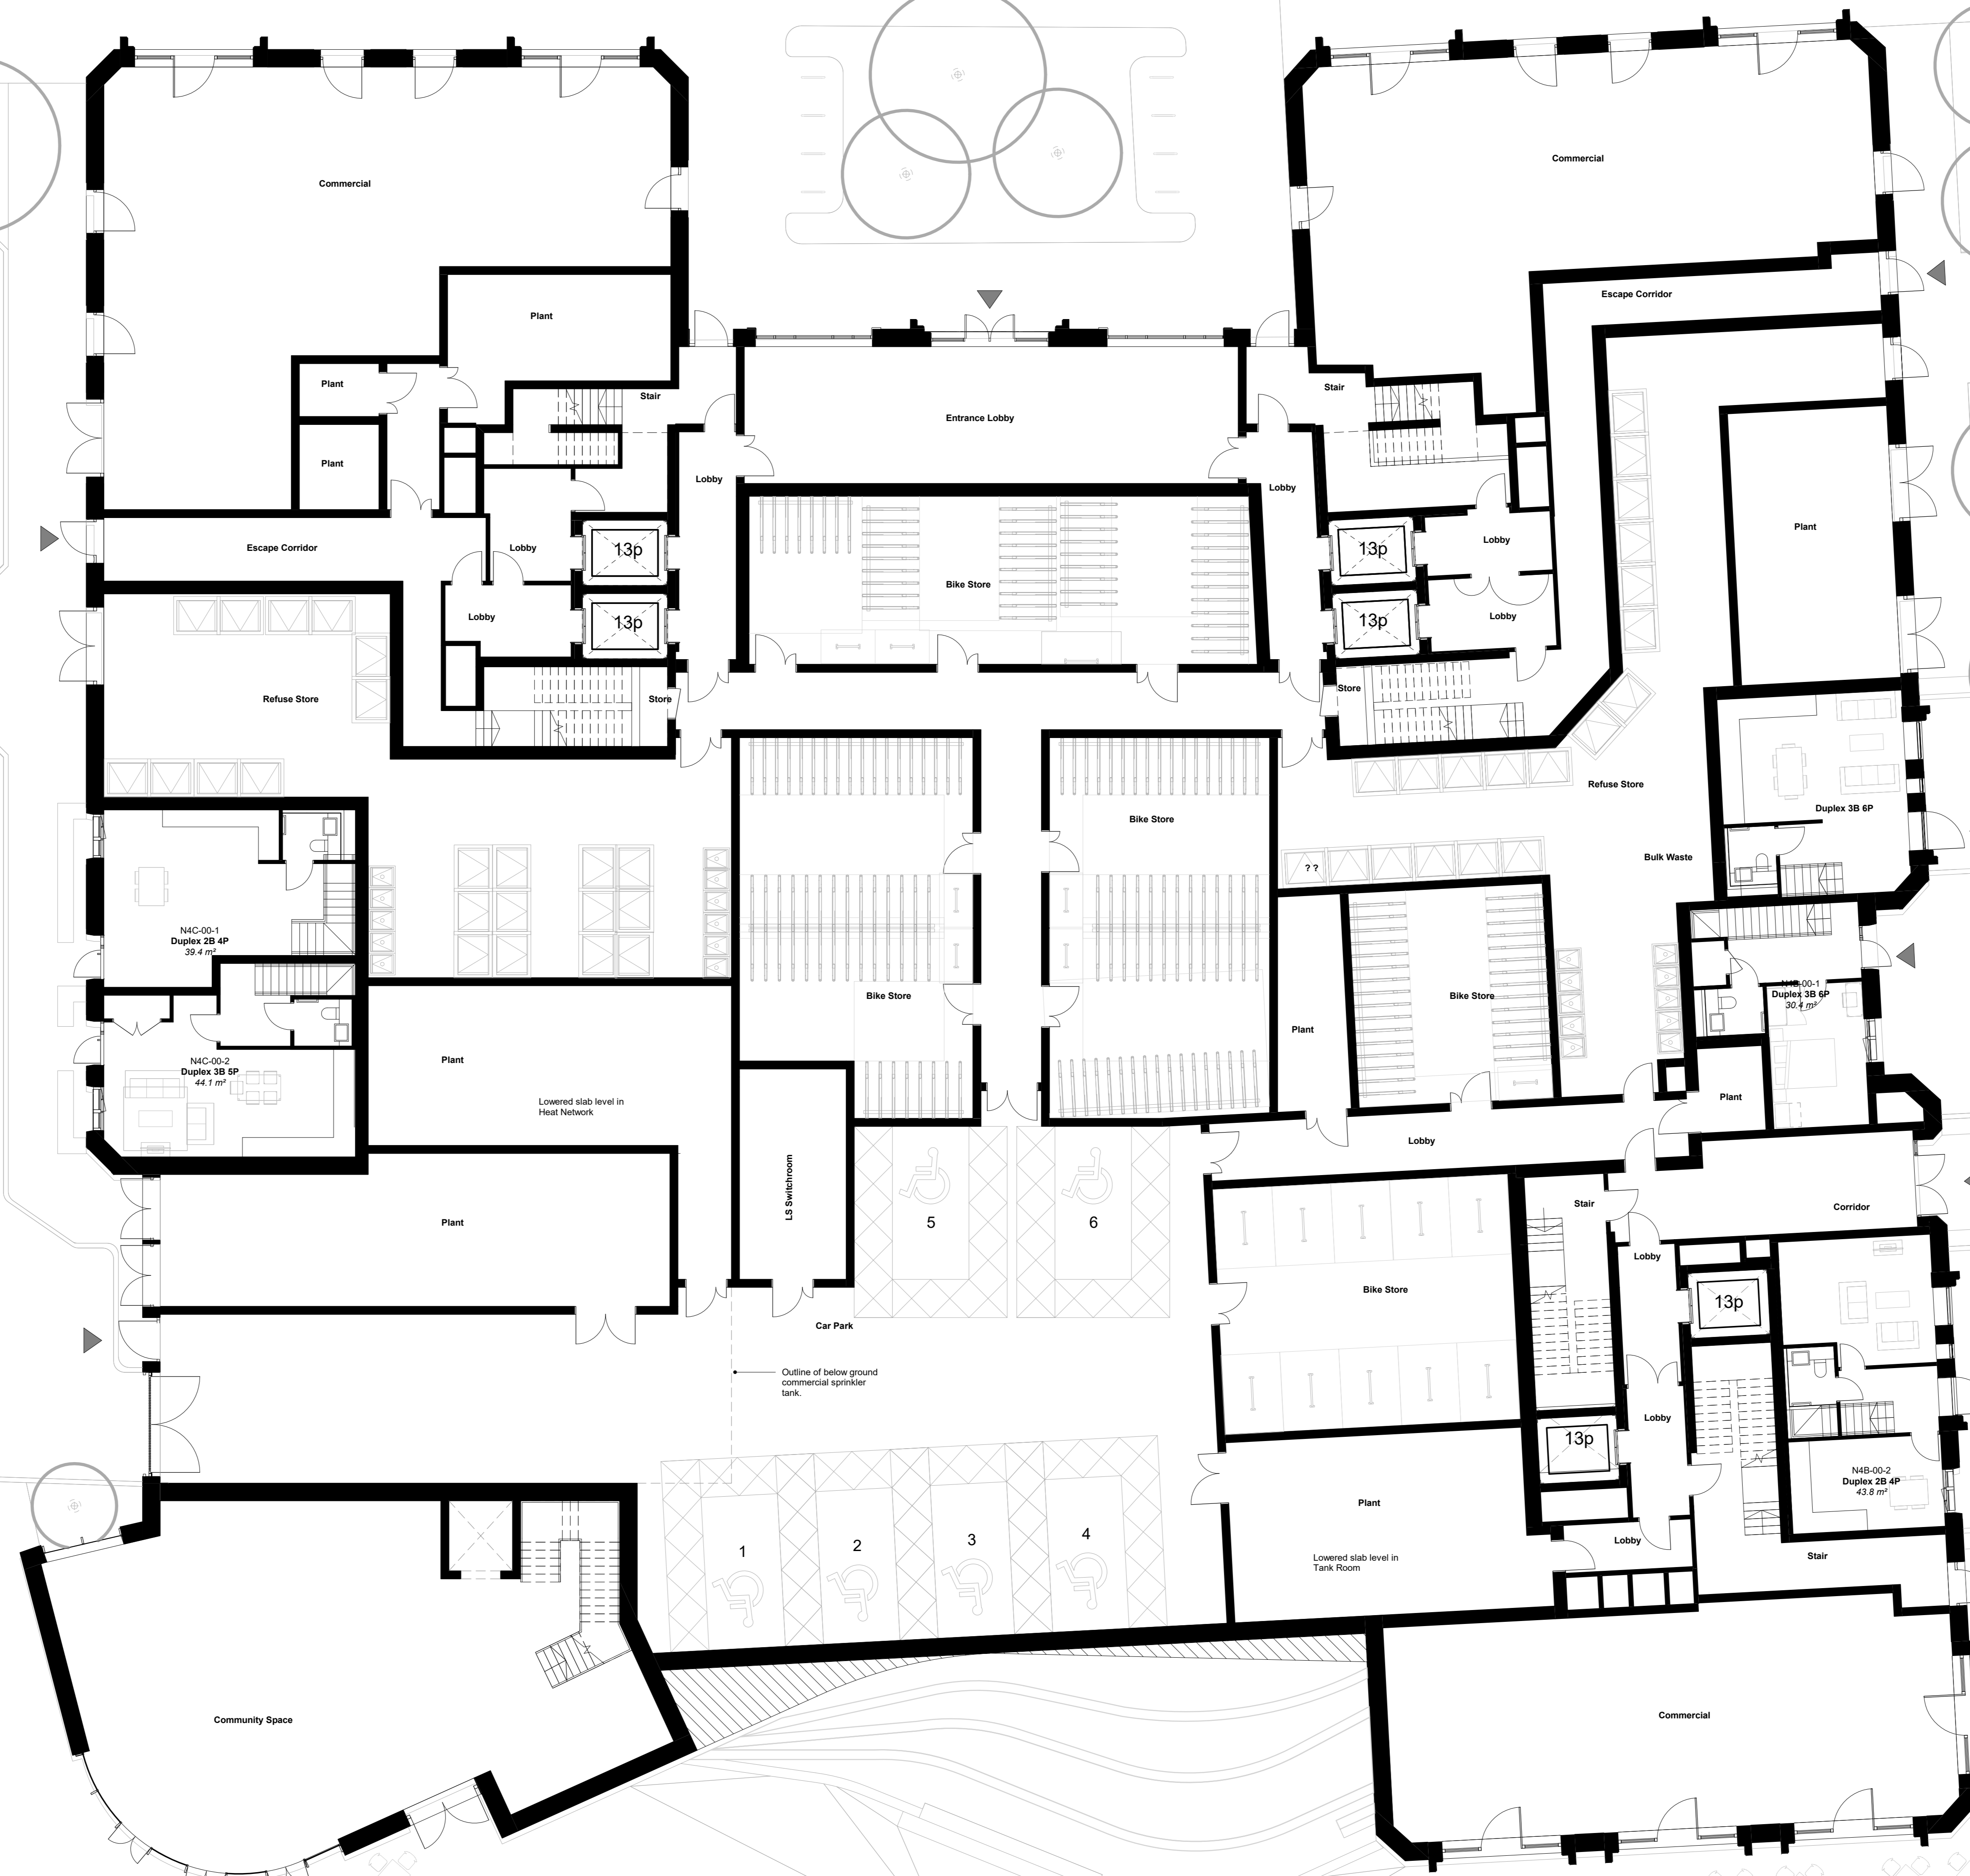 Commercial
Commercial
Escape Corridor
Plant
Plant
Stair
Stair
Entrance Lobby
Plant
Lobby
Lobby
Plant
Escape Corridor
Lobby
13p
13p
Lobby
Bike Store
Lobby
13p
13p
Lobby
Refuse Store
Store
Store
Refuse Store
Duplex 3B 6P
Bike Store
Bulk Waste
? ?
N4C-00-1
Duplex 2B 4P
39.4 m²
Bike Store
Bike Store
N4B-00-1
Duplex 3B 6P
30.4 m²
Plant
N4C-00-2
Duplex 3B 5P
44.1 m²
Plant
Lowered slab level in
Heat Network
Plant
Lobby
LS Switchroom
Plant
5
6
Stair
Corridor
Lobby
Bike Store
13p
Car Park
Outline of below ground
commercial sprinkler
tank.
Lobby
13p
N4B-00-2
Duplex 2B 4P
43.8 m²
Plant
1
2
3
4
Lobby
Lowered slab level in
Tank Room
Stair
Community Space
Commercial